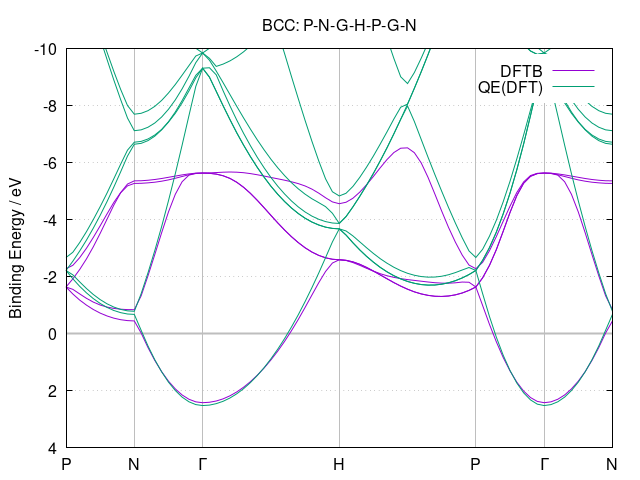 BCC: P-N-G-H-P-G-N
-10
DFTB
QE(DFT)
-8
-6
-4
-2
0
2
4
Binding Energy / eV
P N Γ H P Γ N